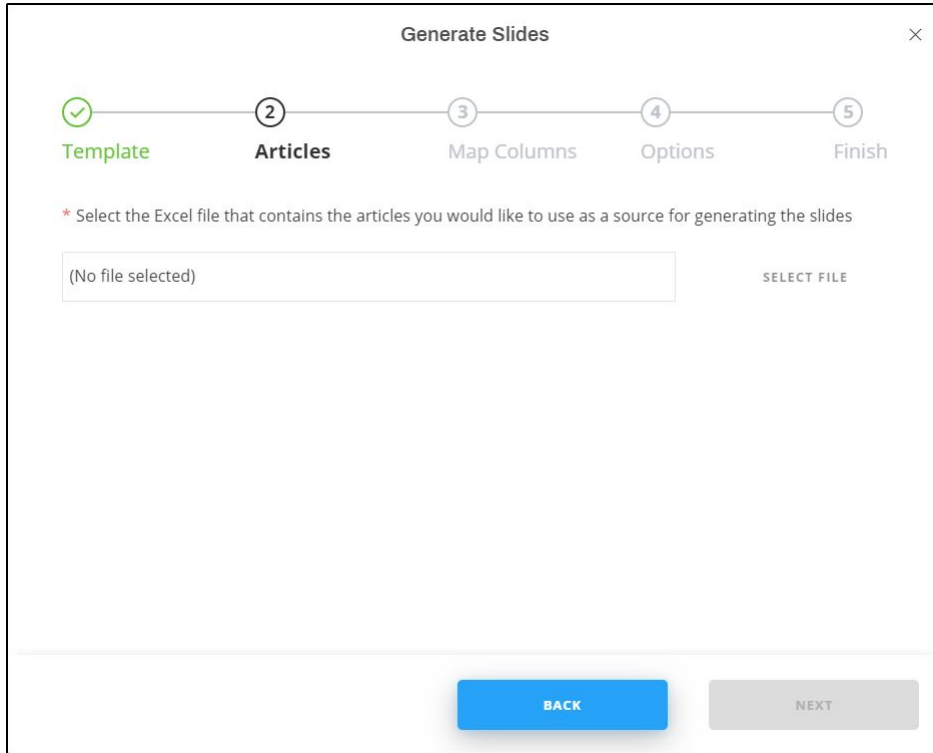 Generate Slides
2
3
4
5
Template
Articles
Map Columns
Options
Finish
* Select the Excel file that contains the articles you would like to use as a source for generating the slides
(No file selected)
SELECT FILE
BACK
NEXT